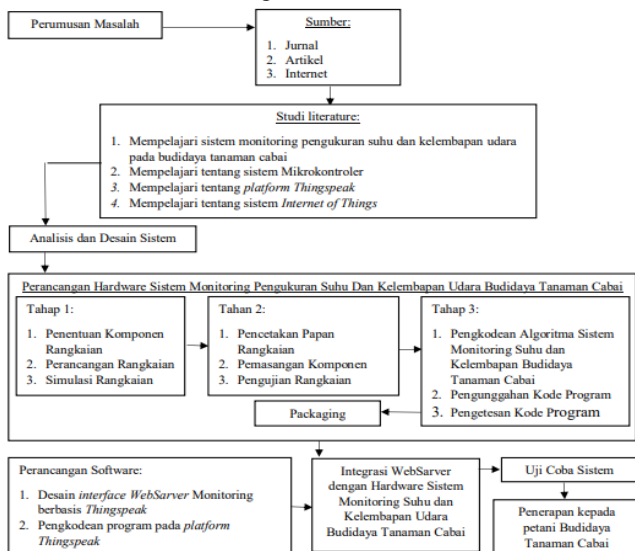 Perumusan Masalah
Sumber:
1. Jurnal
2. Artikel
3. Internet
Studi literature:
1. Mempelajari sistem monitoring pengukuran suhu dan kelembapan udara
pada budidaya tanaman cabai
2. Mempelajari tentang sistem Mikrokontroler
3. Mempelajari tentang platform Thingspeak
4. Mempelajari tentang sistem Internet of Things
Analisis dan Desain Sistem
Perancangan Hardware Sistem Monitoring Pengukuran Suhu Dan Kelembapan Udara Budidaya Tanaman Cabai
Tahap 1:
1. Penentuan Komponen
Rangkaian
2. Perancangan Rangkaian
3. Simulasi Rangkaian
Tahan 2:
1. Pencetakan Papan
Rangkaian
2. Pemasangan Komponen
3. Pengujian Rangkaian
Tahap 3:
1. Pengkodean Algoritma Sistem
Monitoring Suhu dan
Kelembapan Budidaya
Tanaman Cabai
2. Pengunggahan Kode Program
3. Pengetesan Kode Program
Packaging
Perancangan Software:
1. Desain interface WebSarver Monitoring
berbasis Thingspeak
2. Pengkodean program pada platform
Thingspeak
Integrasi WebSarver
dengan Hardware Sistem
Monitoring Suhu dan
Kelembapan Udara
Budidaya Tanaman Cabai
Uji Coba Sistem
Penerapan kepada
petani Budidaya
Tanaman Cabai